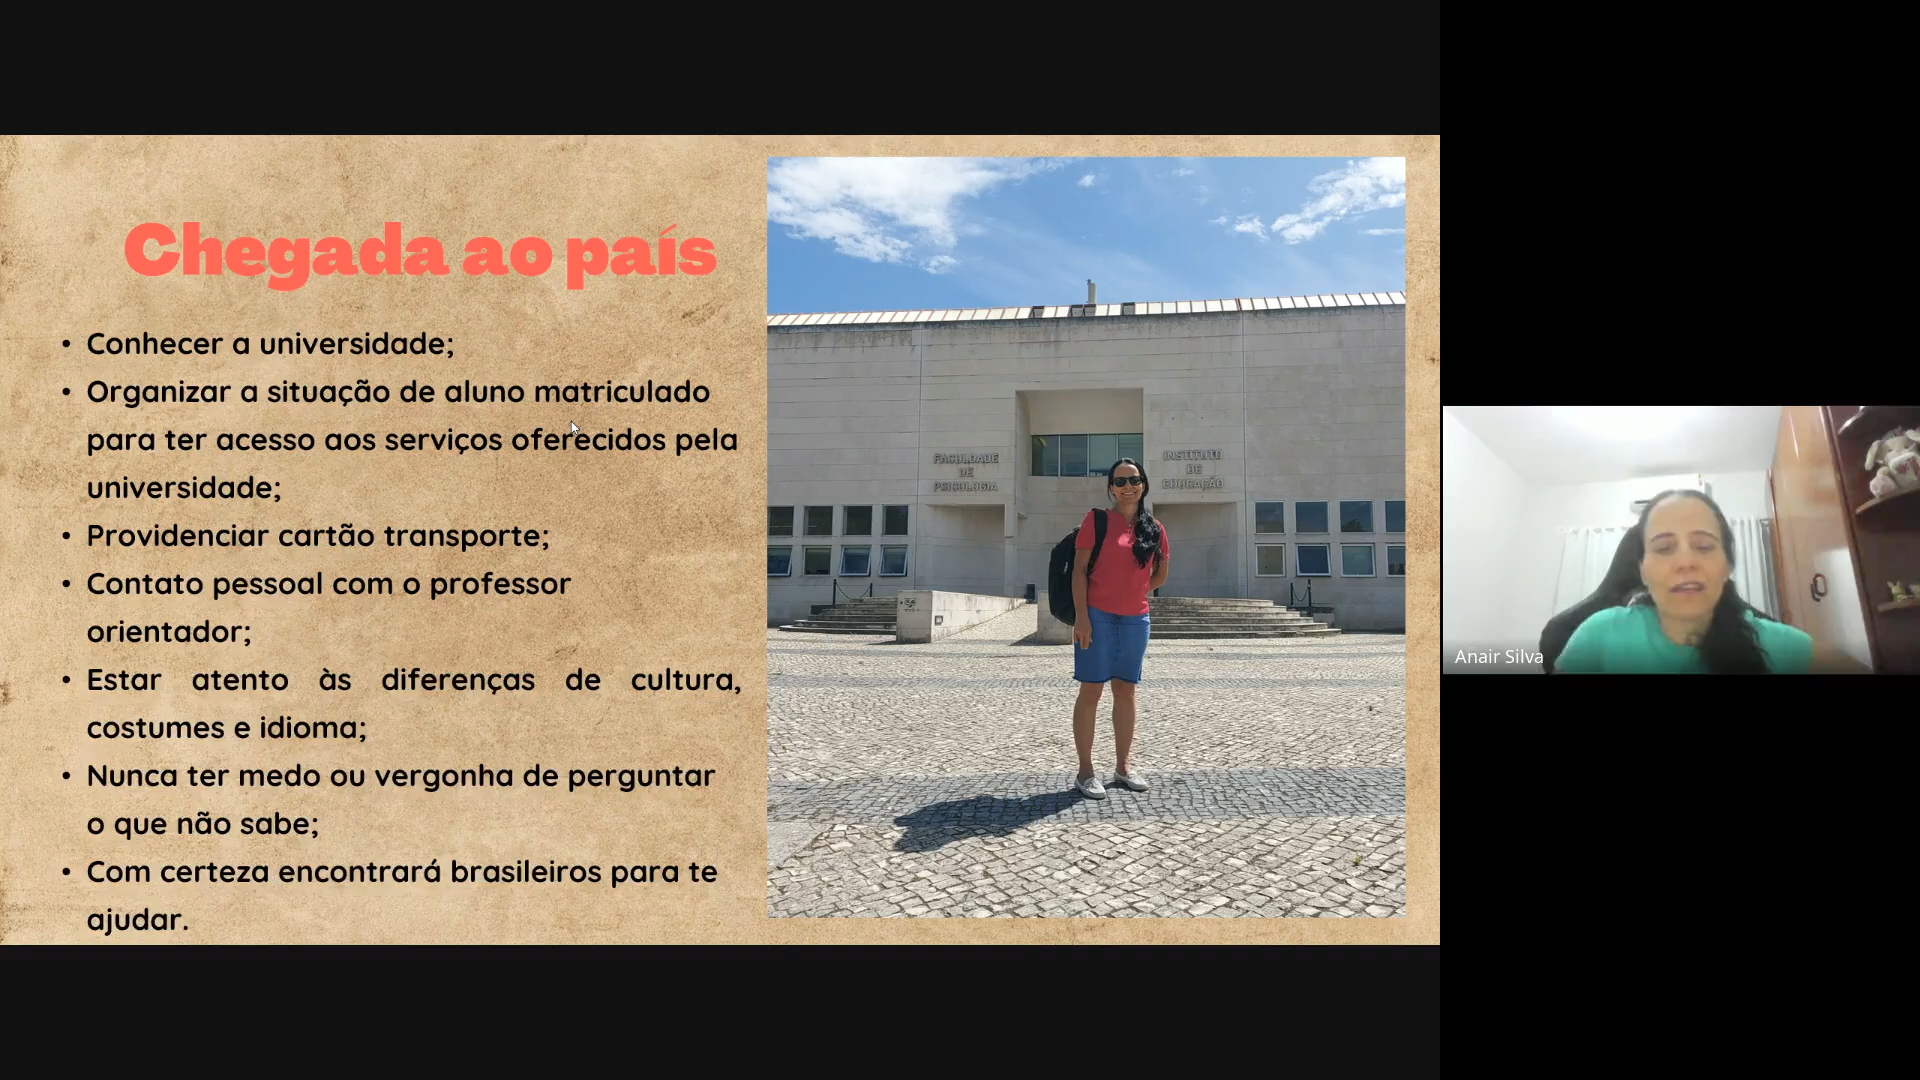 Chegada ao país
• Conhecer a universidade;
• Organizar a situação de aluno matriculado
para ter acesso aos serviços oferecidos pela
universidade;
• Providenciar cartão transporte;
• Contato pessoal com o professor
orientador;
• Estar atento às diferenças de cultura,
costumes e idioma;
• Nunca ter medo ou vergonha de perguntar
o que não sabe;
• Com certeza encontrará brasileiros para te
ajudar.
FACULDADE
DE
PSICOLOGIA
INSTITUTO
DE
EDUCAÇÃO
Anair Silva